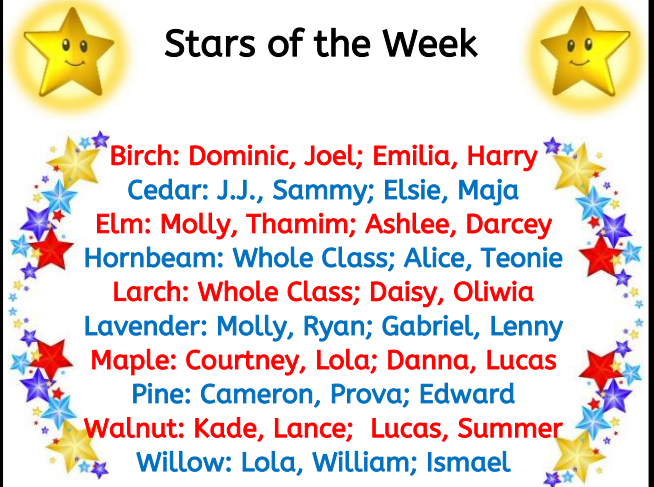 Stars of the Week
Birch: Dominic, Joel; Emilia, Harry
Cedar: J.J., Sammy; Elsie, Maja
Elm: Molly, Thamim; Ashlee, Darcey
Hornbeam: Whole Class; Alice, Teonie
Larch: Whole Class; Daisy, Oliwia
Lavender: Molly, Ryan; Gabriel, Lenny
Maple: Courtney, Lola; Danna, Lucas
Pine: Cameron, Prova; Edward
Walnut: Kade, Lance;  Lucas, Summer
Willow: Lola, William; Ismael